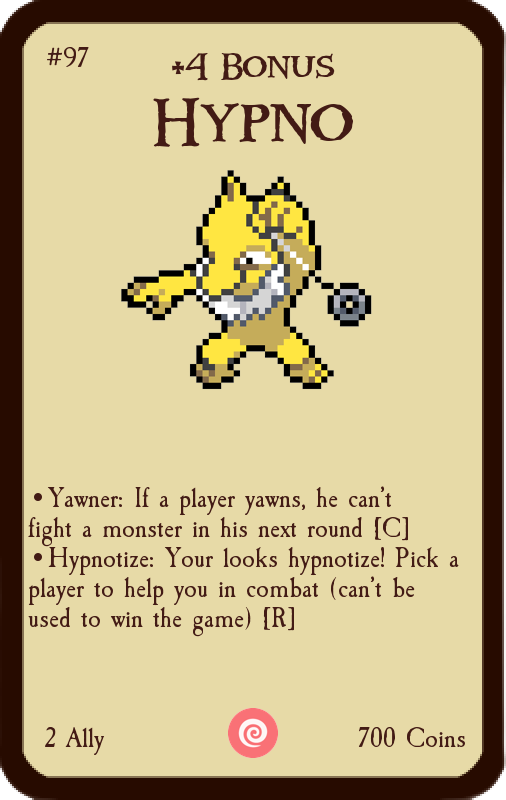 #97
+4 Bonus
Hypno
•Yawner: If a player yawns, he can't
fight a monster in his next round [C]
•Hypnotize: Your looks hypnotize! Pick a
player to help you in combat (can't be
used to win the game) [R]
2 Ally
700 Coins